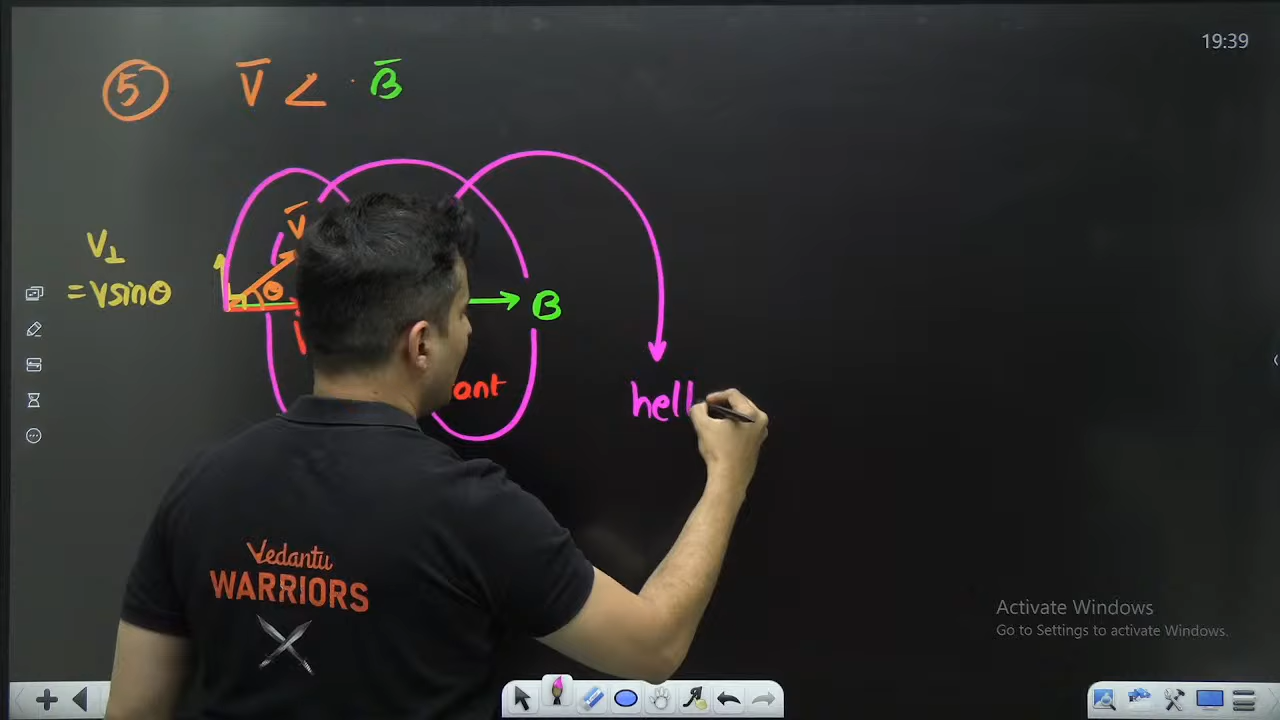 19:39
⑤ V̄ < B̄
V̄
V⊥
= vsinθ
θ
B
ant
hell
Vedantu
WARRIORS
Activate Windows
Go to Settings to activate Windows.